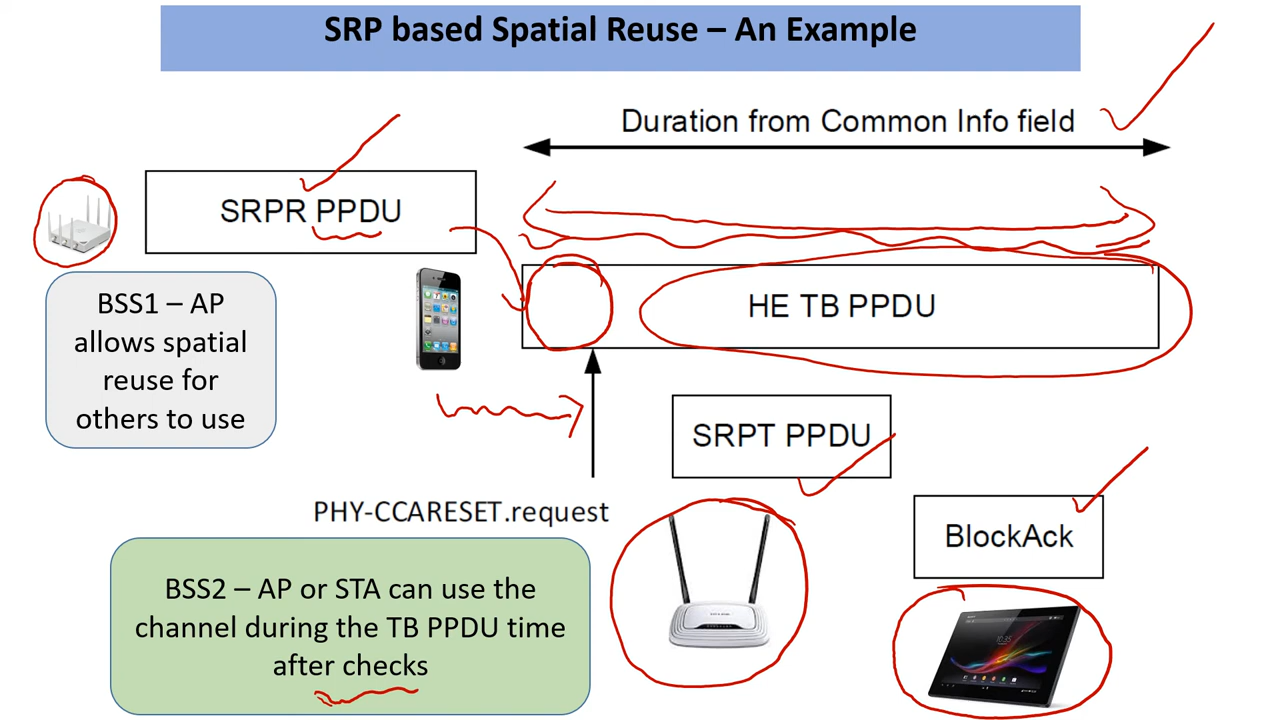 SRP based Spatial Reuse – An Example
Duration from Common Info field
SRPR PPDU
BSS1 – AP
allows spatial
reuse for
others to use
HE TB PPDU
SRPT PPDU
PHY-CCARESET.request
BlockAck
BSS2 – AP or STA can use the
channel during the TB PPDU time
after checks